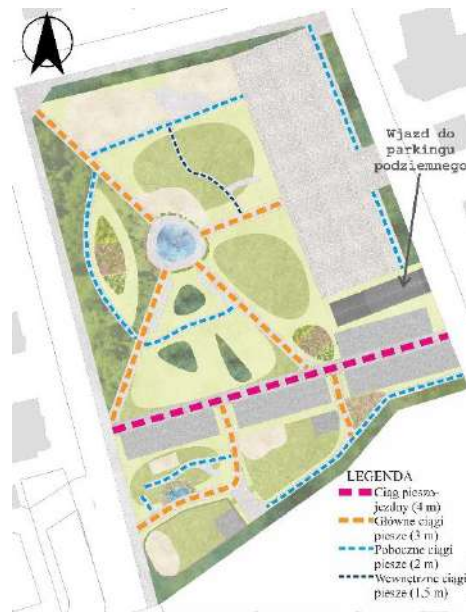 Wjazd do
parkingu
podziemnego
LEGENDA
Ciąg pieszo-
jezdny (4 m)
Główne ciągi
piesze (3 m)
Poboczne ciągi
piesze (2 m)
Wewnętrzne ciągi
piesze (1,5 m)